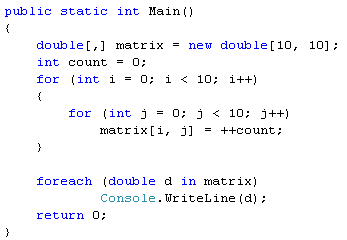 public static int Main()
{
    double[,] matrix = new double[10, 10];
    int count = 0;
    for (int i = 0; i < 10; i++)
    {
        for (int j = 0; j < 10; j++)
            matrix[i, j] = ++count;
    }

    foreach (double d in matrix)
            Console.WriteLine(d);
    return 0;
}